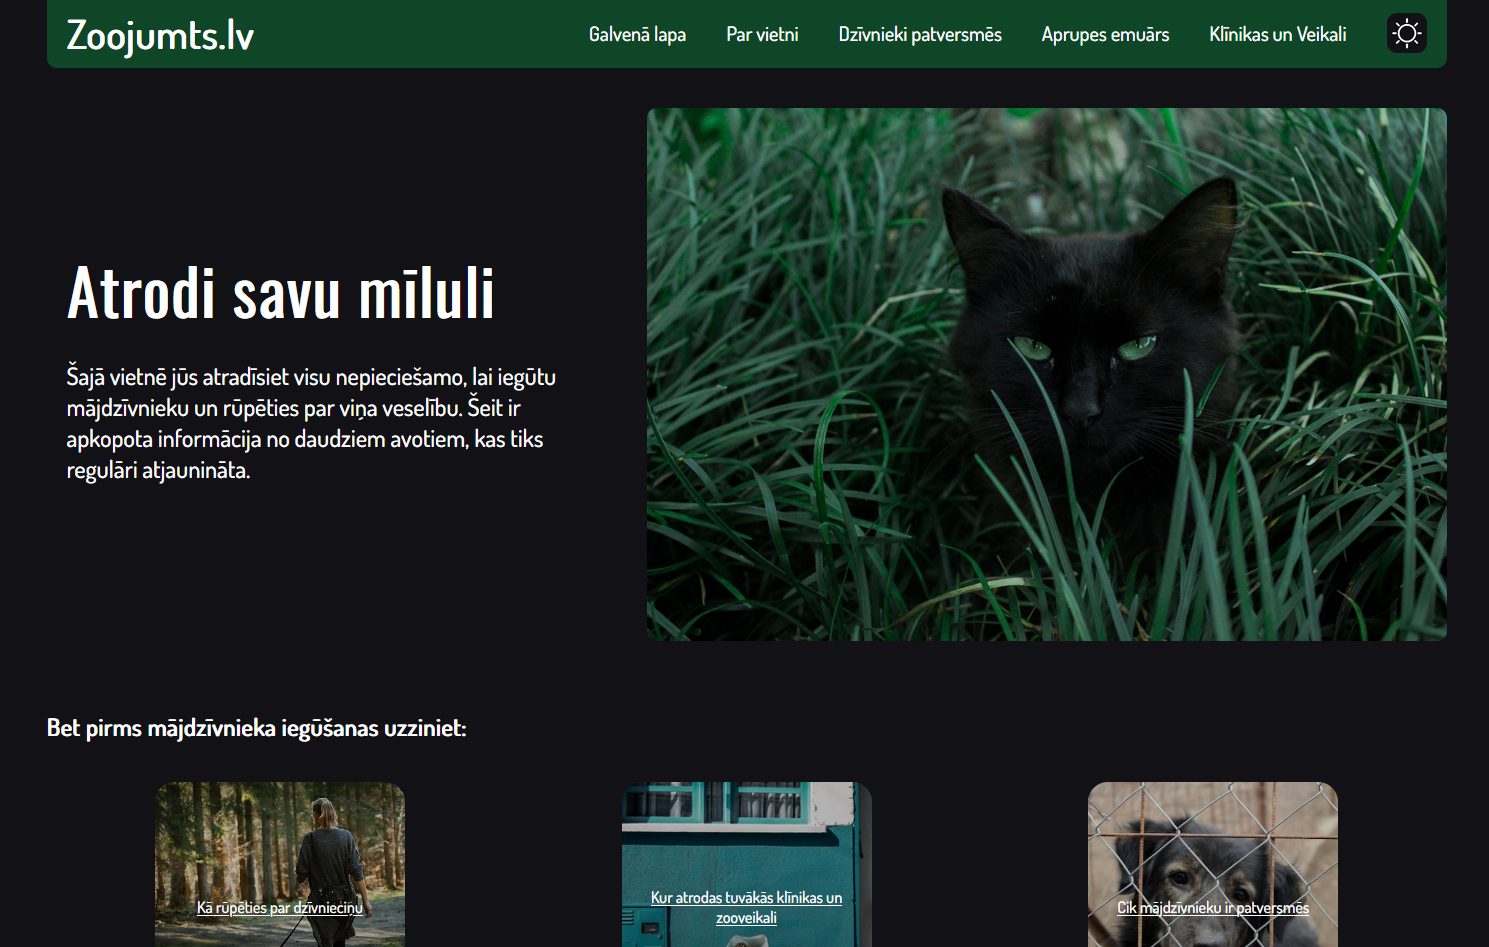 Zoojumts.lv
Galvenā lapa
Par vietni
Dzīvnieki patversmēs
Aprupes emuārs
Klīnikas un Veikali
Atrodi savu mīluli
Šajā vietnē jūs atradīsiet visu nepieciešamo, lai iegūtu
mājdzīvnieku un rūpēties par viņa veselību. Šeit ir
apkopota informācija no daudziem avotiem, kas tiks
regulāri atjaunināta.
Bet pirms mājdzīvnieka iegūšanas uzziniet:
Kā rūpēties par dzīvnieciņu
Kur atrodas tuvākās klīnikas un
zooveikali
Cik mājdzīvnieku ir patversmēs